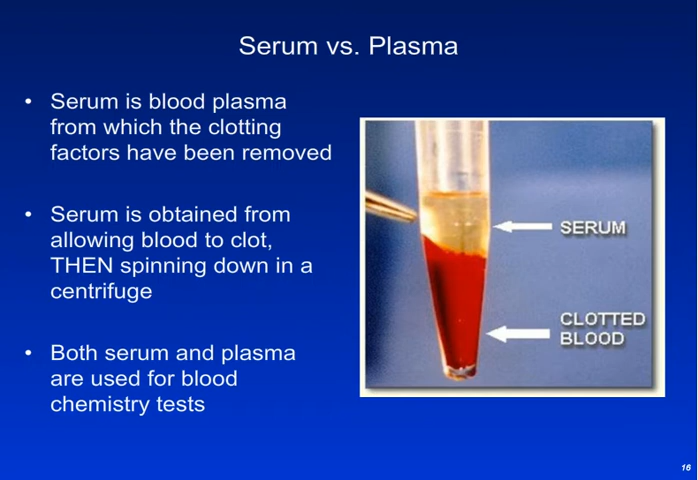 Serum vs. Plasma
• Serum is blood plasma
from which the clotting
factors have been removed
• Serum is obtained from
allowing blood to clot,
THEN spinning down in a
centrifuge
• Both serum and plasma
are used for blood
chemistry tests
SERUM
CLOTTED
BLOOD
16